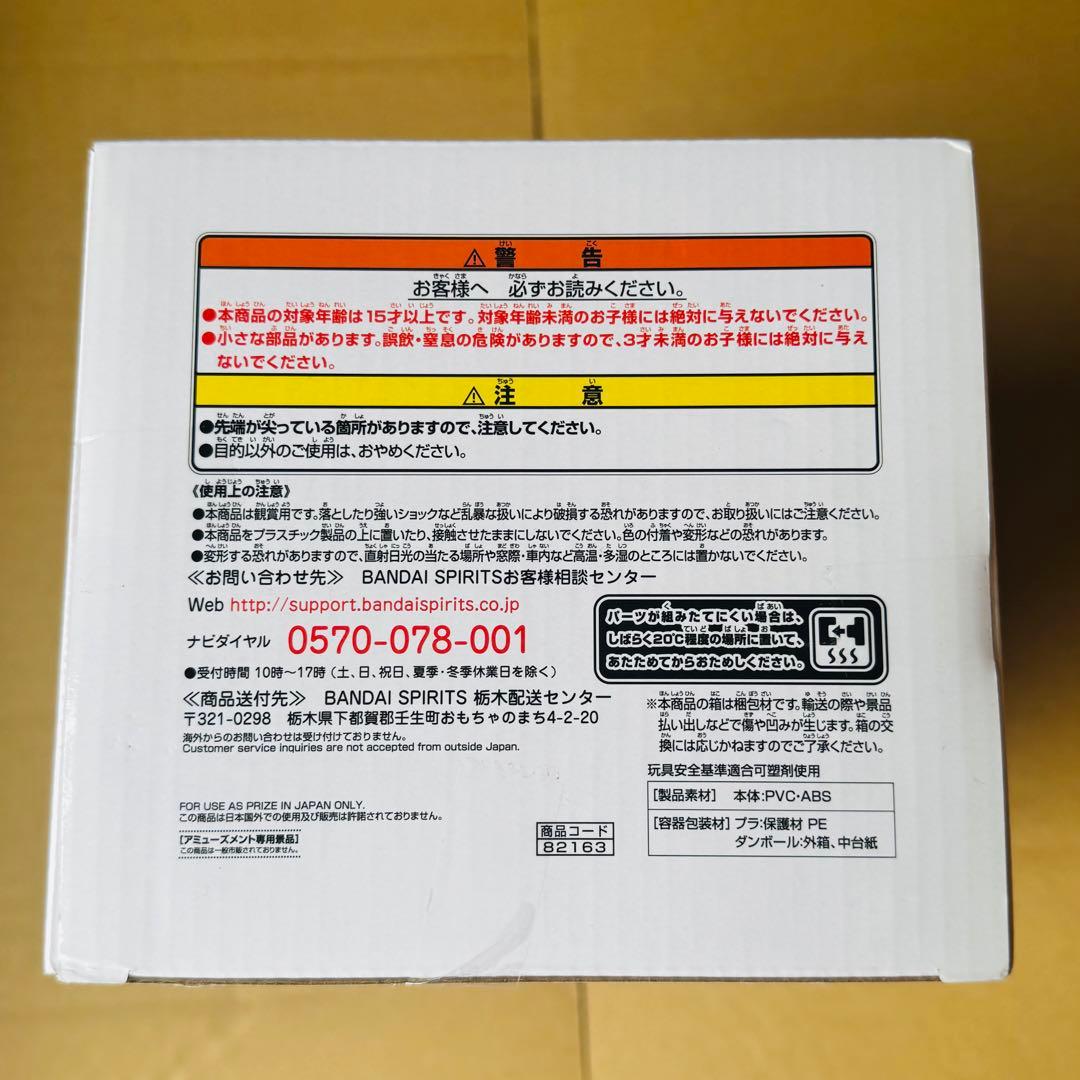 ⚠警告
お客様へ 必ずお読みください。
●本商品の対象年齢は15才以上です。対象年齢未満のお子様には絶対に与えないでください。
●小さな部品があります。誤飲・窒息の危険がありますので、3才未満のお子様には絶対に与え
ないでください。
⚠注意
●先端が尖っている箇所がありますので、注意してください。
●目的以外のご使用は、おやめください。
《使用上の注意》
●本商品は観賞用です。落としたり強いショックなど乱暴な扱いにより破損する恐れがありますので、お取り扱いにはご注意ください。
●本商品をプラスチック製品の上に置いたり、接触させたままにしないでください。色の付着や変形などの恐れがあります。
●変形する恐れがありますので、直射日光の当たる場所や窓際・車内など高温・多湿のところには置かないでください。
≪お問い合わせ先≫ BANDAI SPIRITSお客様相談センター
Web http://support.bandaispirits.co.jp
ナビダイヤル 0570-078-001
●受付時間 10時〜17時(土、日、祝日、夏季・冬季休業日を除く)
≪商品送付先≫ BANDAI SPIRITS 栃木配送センター
〒321-0298 栃木県下都賀郡壬生町おもちゃのまち4-2-20
海外からのお問い合わせは受け付けておりません。
Customer service inquiries are not accepted from outside Japan.
パーツが組みたてにくい場合は、
しばらく20℃程度の場所に置いて、
あたためてからおためしください。
※本商品の箱は梱包材です。輸送の際や景品
払い出しなどで傷や凹みが生じます。箱の交
換には応じかねますのでご了承ください。
玩具安全基準適合可塑剤使用
[製品素材] 本体:PVC・ABS
[容器包装材] プラ:保護材 PE
ダンボール:外箱、中台紙
FOR USE AS PRIZE IN JAPAN ONLY.
この商品は日本国外での使用及び販売は許諾されておりません。
[アミューズメント専用景品]
この商品は一般市販されておりません。
商品コード
82163